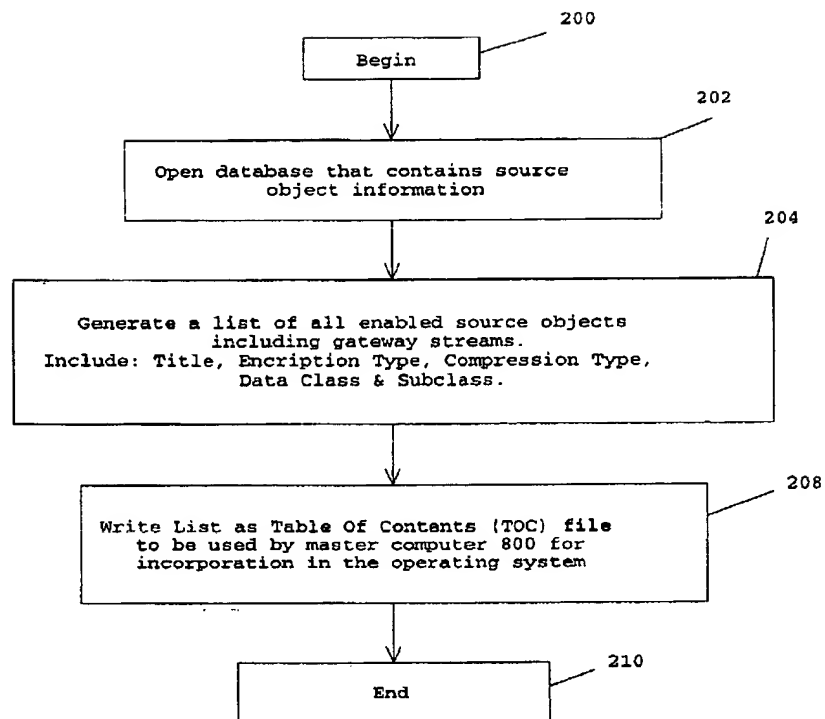 200
Begin
202
Open database that contains source
object information
204
Generate a list of all enabled source objects
including gateway streams.
Include: Title, Encription Type, Compression Type,
Data Class & Subclass.
208
Write List as Table Of Contents (TOC) file
to be used by master computer 800 for
incorporation in the operating system
210
End